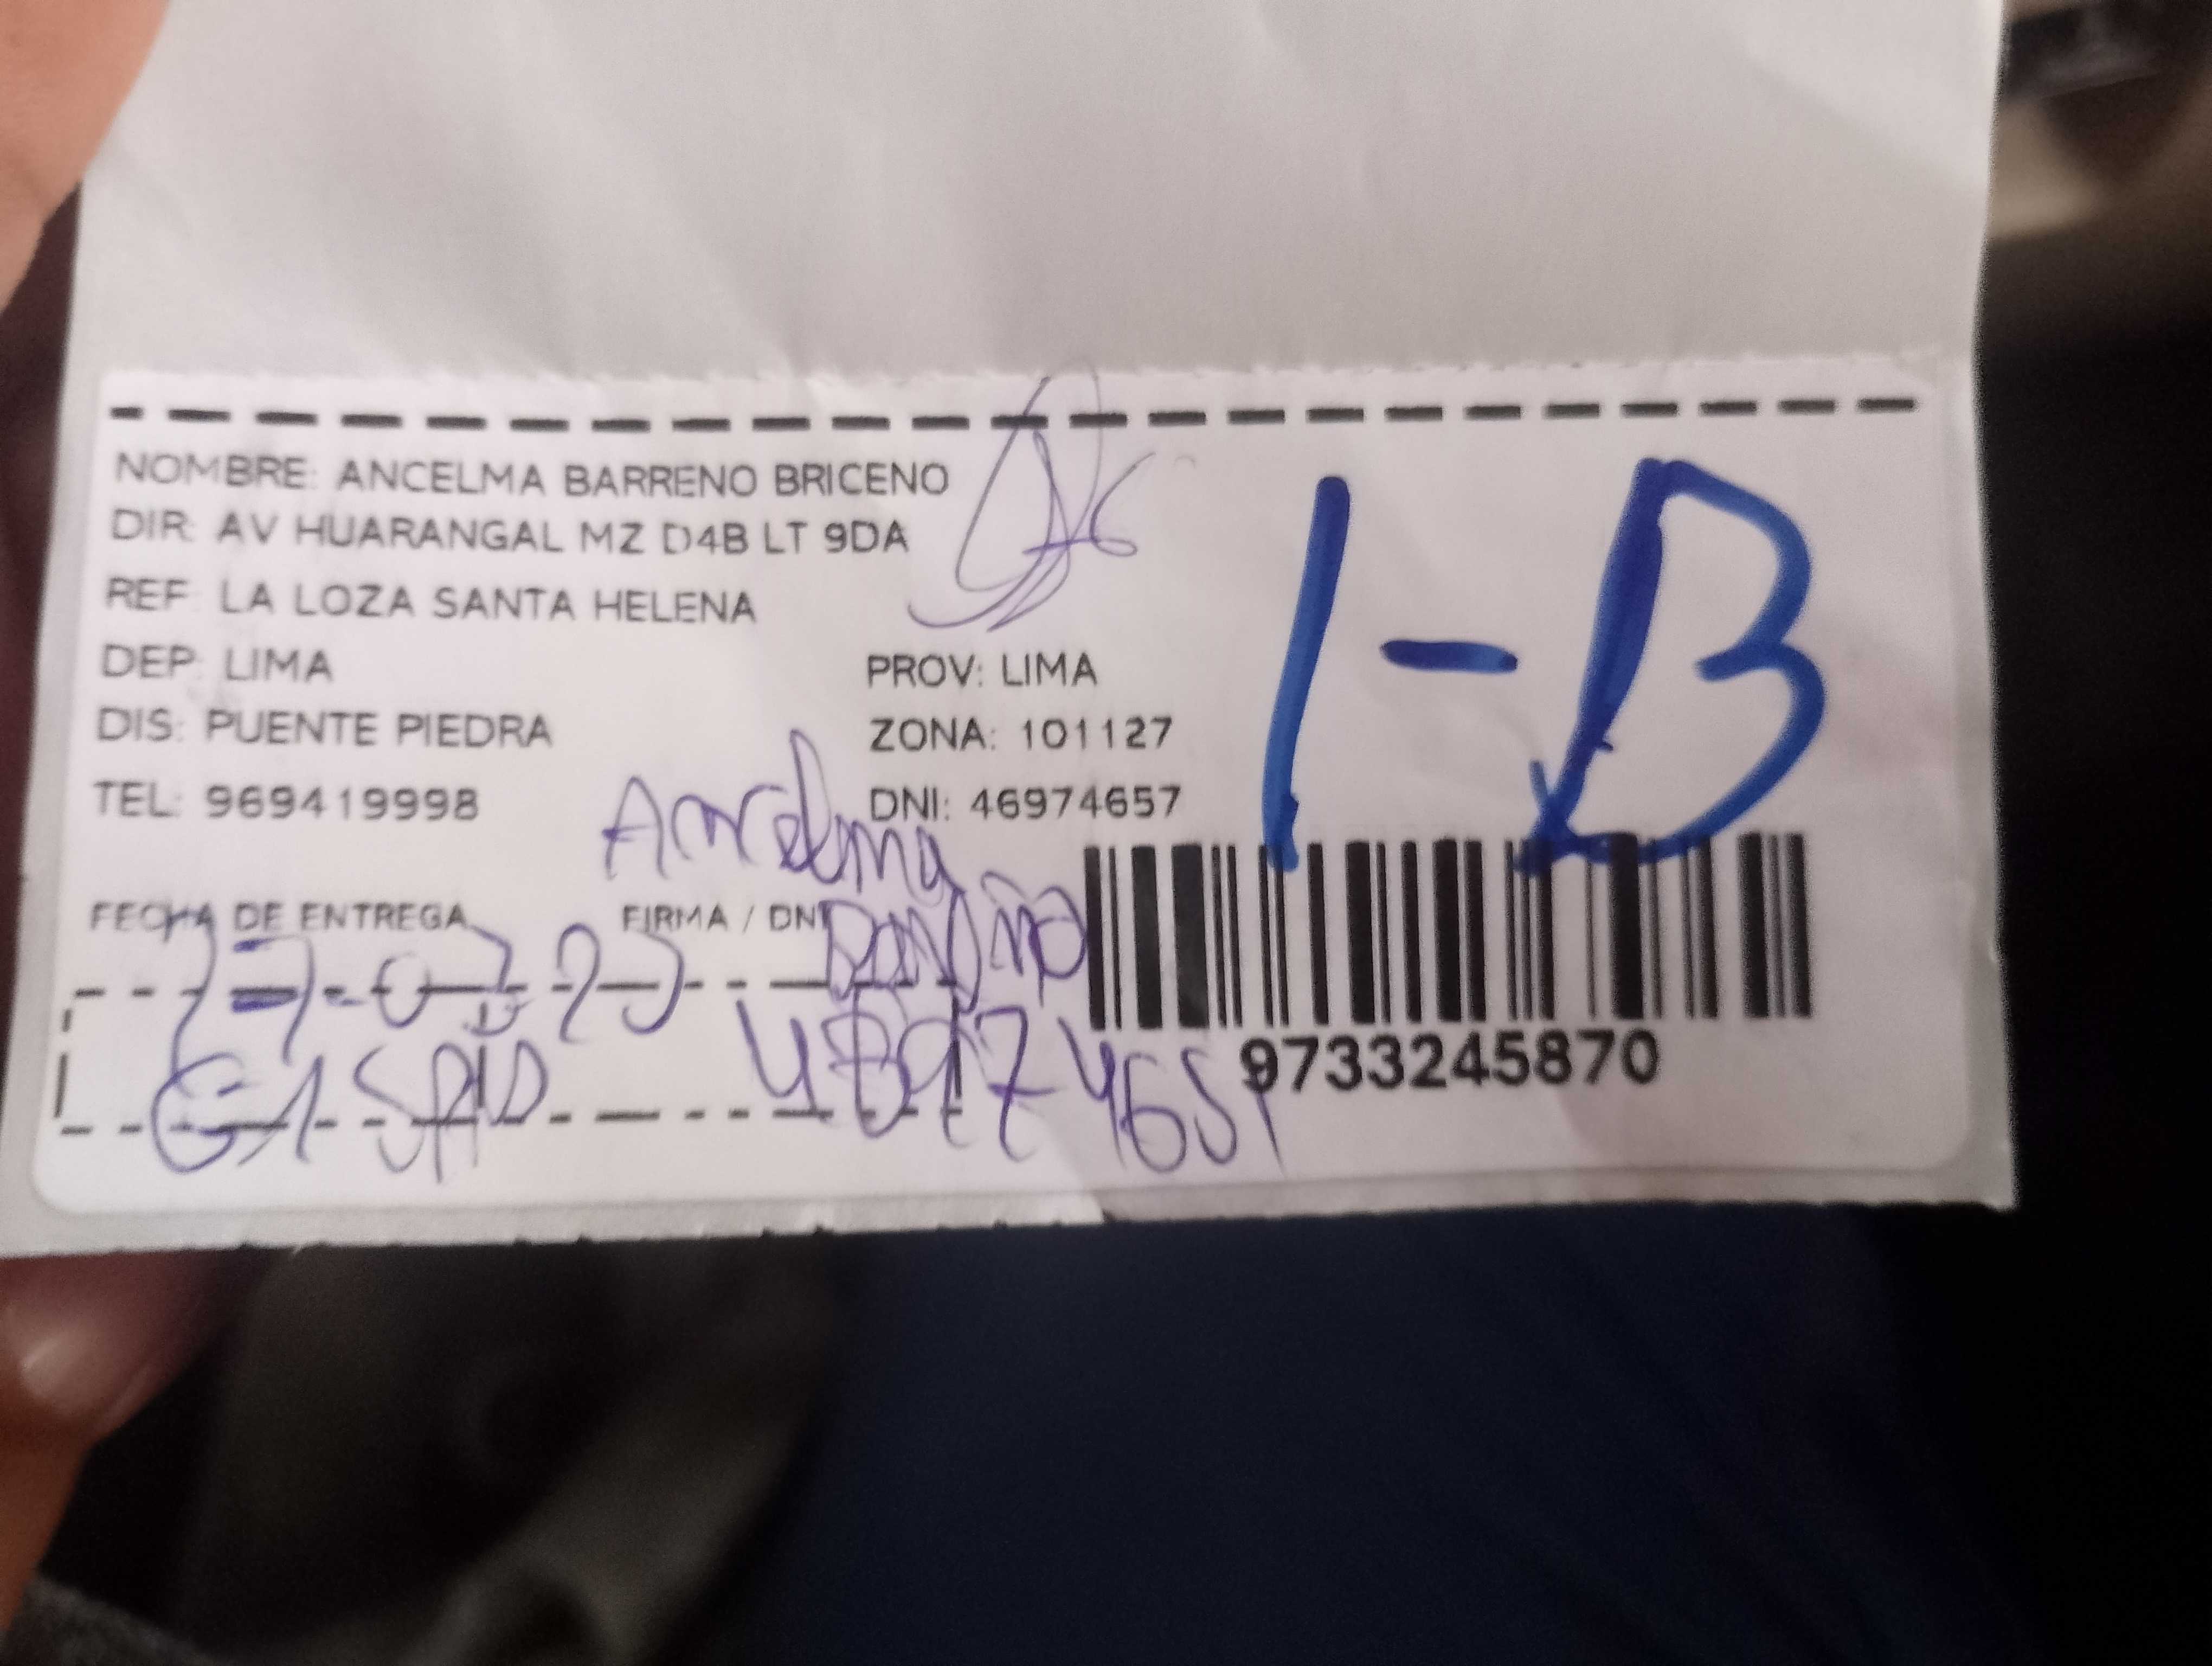 NOMBRE: ANCELMA BARRENO BRICENO
DIR: AV HUARANGAL MZ D4B LT 9DA
REF: LA LOZA SANTA HELENA
DEP: LIMA PROV: LIMA
DIS: PUENTE PIEDRA ZONA: 101127
TEL: 969419998 DNI: 46974657
1-B
FECHA DE ENTREGA FIRMA / DNI
9733245870